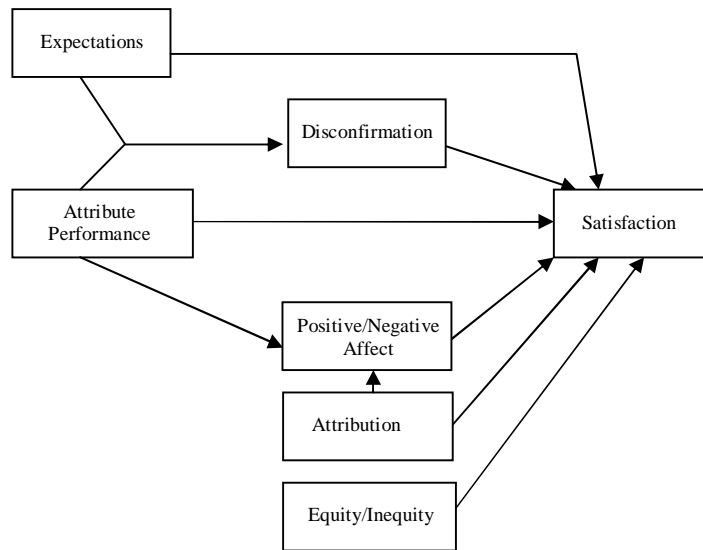 Expectations
Disconfirmation
Attribute
Performance
Satisfaction
Positive/Negative
Affect
Attribution
Equity/Inequity